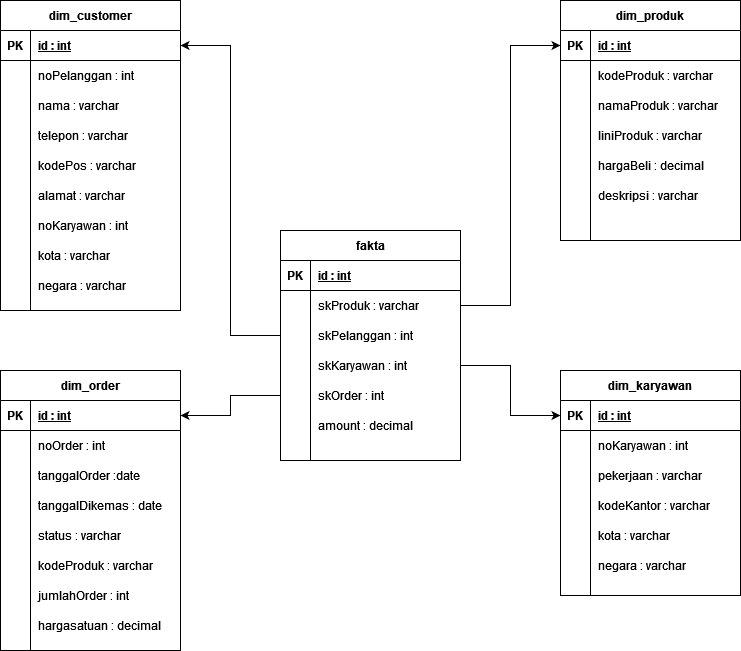 dim_customer
PK id : int
noPelanggan : int
nama : varchar
telepon : varchar
kodePos : varchar
alamat : varchar
noKaryawan : int
kota : varchar
negara : varchar
dim_produk
PK id : int
kodeProduk : varchar
namaProduk : varchar
liniProduk : varchar
hargaBeli : decimal
deskripsi : varchar
fakta
PK id : int
skProduk : varchar
skPelanggan : int
skKaryawan : int
skOrder : int
amount : decimal
dim_order
PK id : int
noOrder : int
tanggalOrder :date
tanggalDikemas : date
status : varchar
kodeProduk : varchar
jumlahOrder : int
hargasatuan : decimal
dim_karyawan
PK id : int
noKaryawan : int
pekerjaan : varchar
kodeKantor : varchar
kota : varchar
negara : varchar